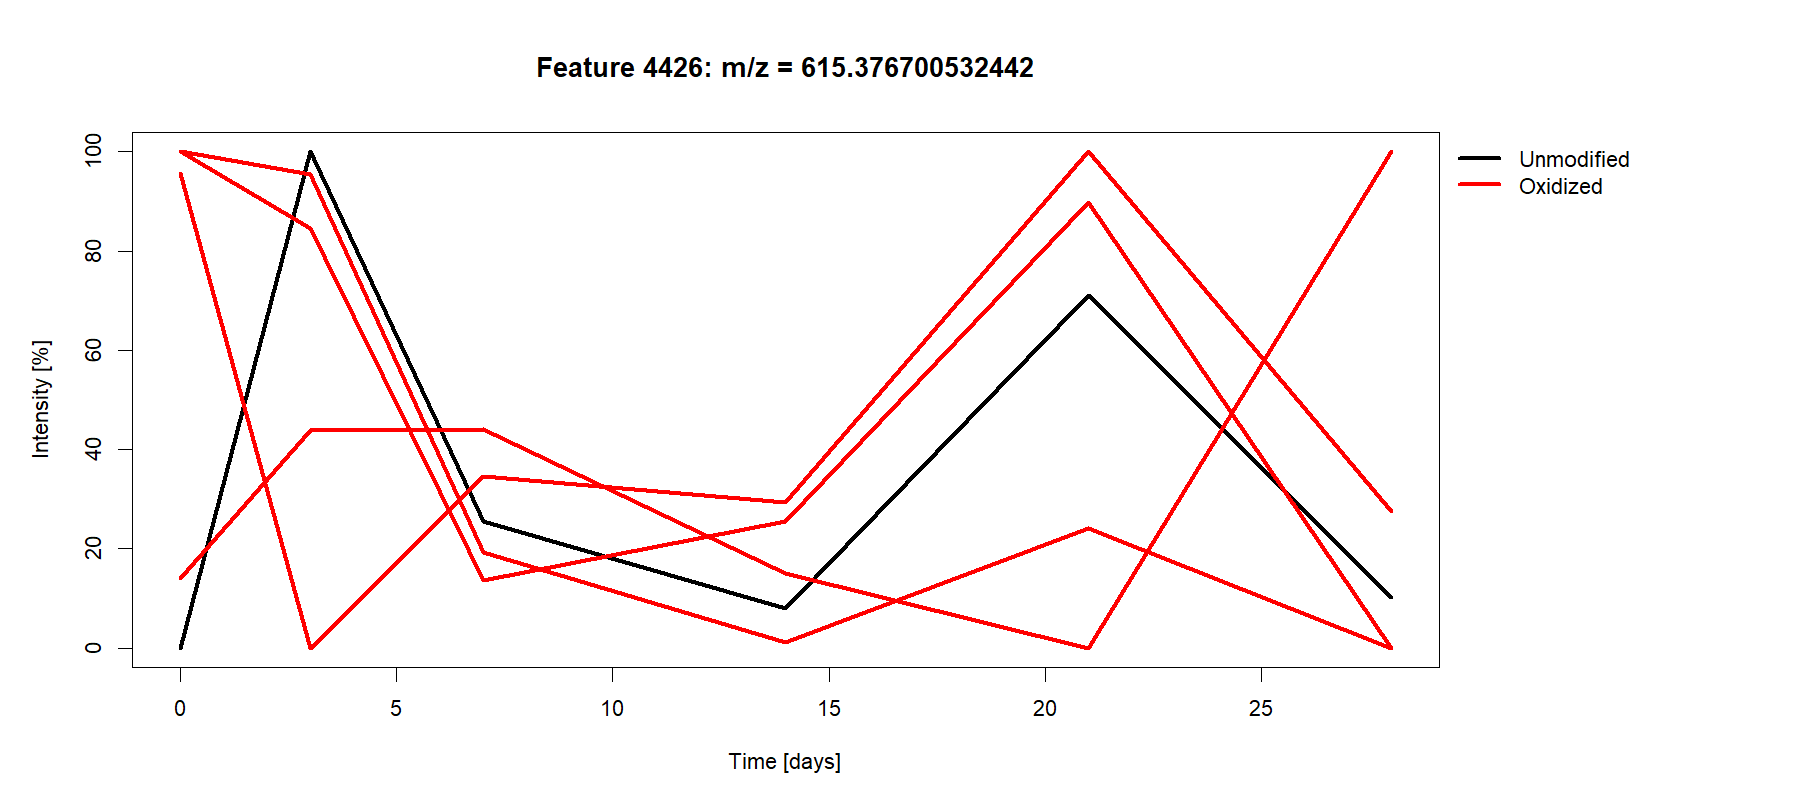 Feature 4426: m/z = 615.376700532442
Unmodified
Oxidized
Intensity [%]
100
80
60
40
20
0
0 5 10 15 20 25
Time [days]